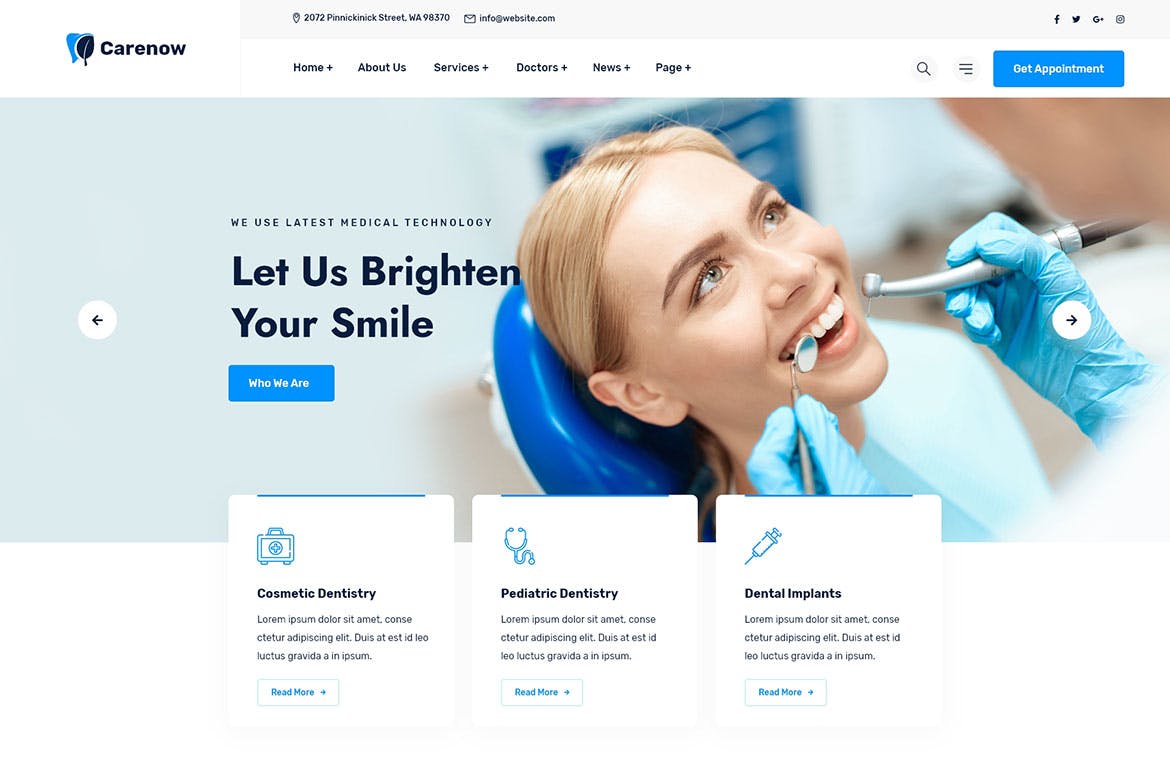 2072 Pinnickinick Street, WA 98370 info@website.com
G+
Carenow
Home + About Us Services + Doctors + News + Page + Get Appointment
WE USE LATEST MEDICAL TECHNOLOGY
Let Us Brighten
Your Smile
Who We Are
Cosmetic Dentistry
Lorem ipsum dolor sit amet, conse
ctetur adipiscing elit. Duis at est id leo
luctus gravida a in ipsum.
Read More →
Pediatric Dentistry
Lorem ipsum dolor sit amet, conse
ctetur adipiscing elit. Duis at est id
leo luctus gravida a in ipsum.
Read More →
Dental Implants
Lorem ipsum dolor sit amet, conse
ctetur adipiscing elit. Duis at est id
leo luctus gravida a in ipsum.
Read More →